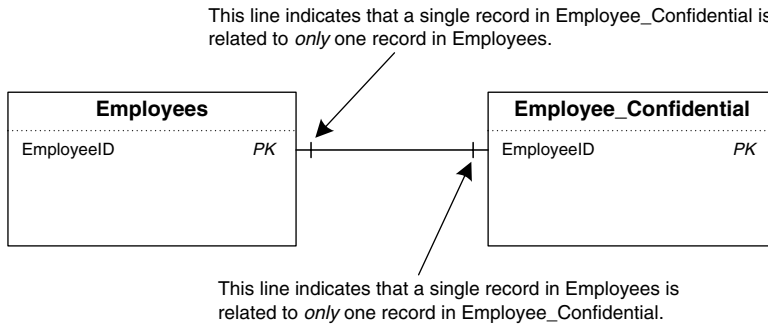 This line indicates that a single record in Employee_Confidential is
related to only one record in Employees.
Employees
EmployeeID PK
Employee_Confidential
EmployeeID PK
This line indicates that a single record in Employees is
related to only one record in Employee_Confidential.